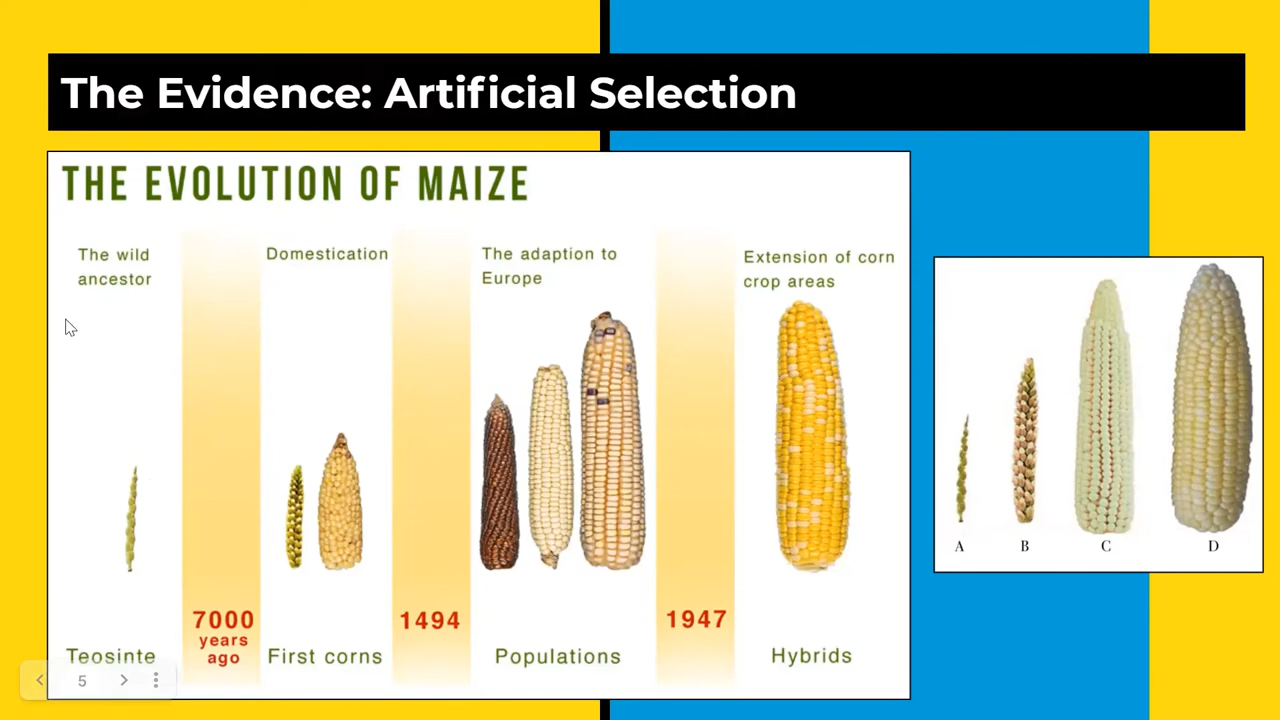 The Evidence: Artificial Selection
THE EVOLUTION OF MAIZE
The wild
ancestor
Domestication
The adaption to
Europe
Extension of corn
crop areas
7000
years
ago
1494
1947
Teosinte
First corns
Populations
Hybrids
A B C D
5